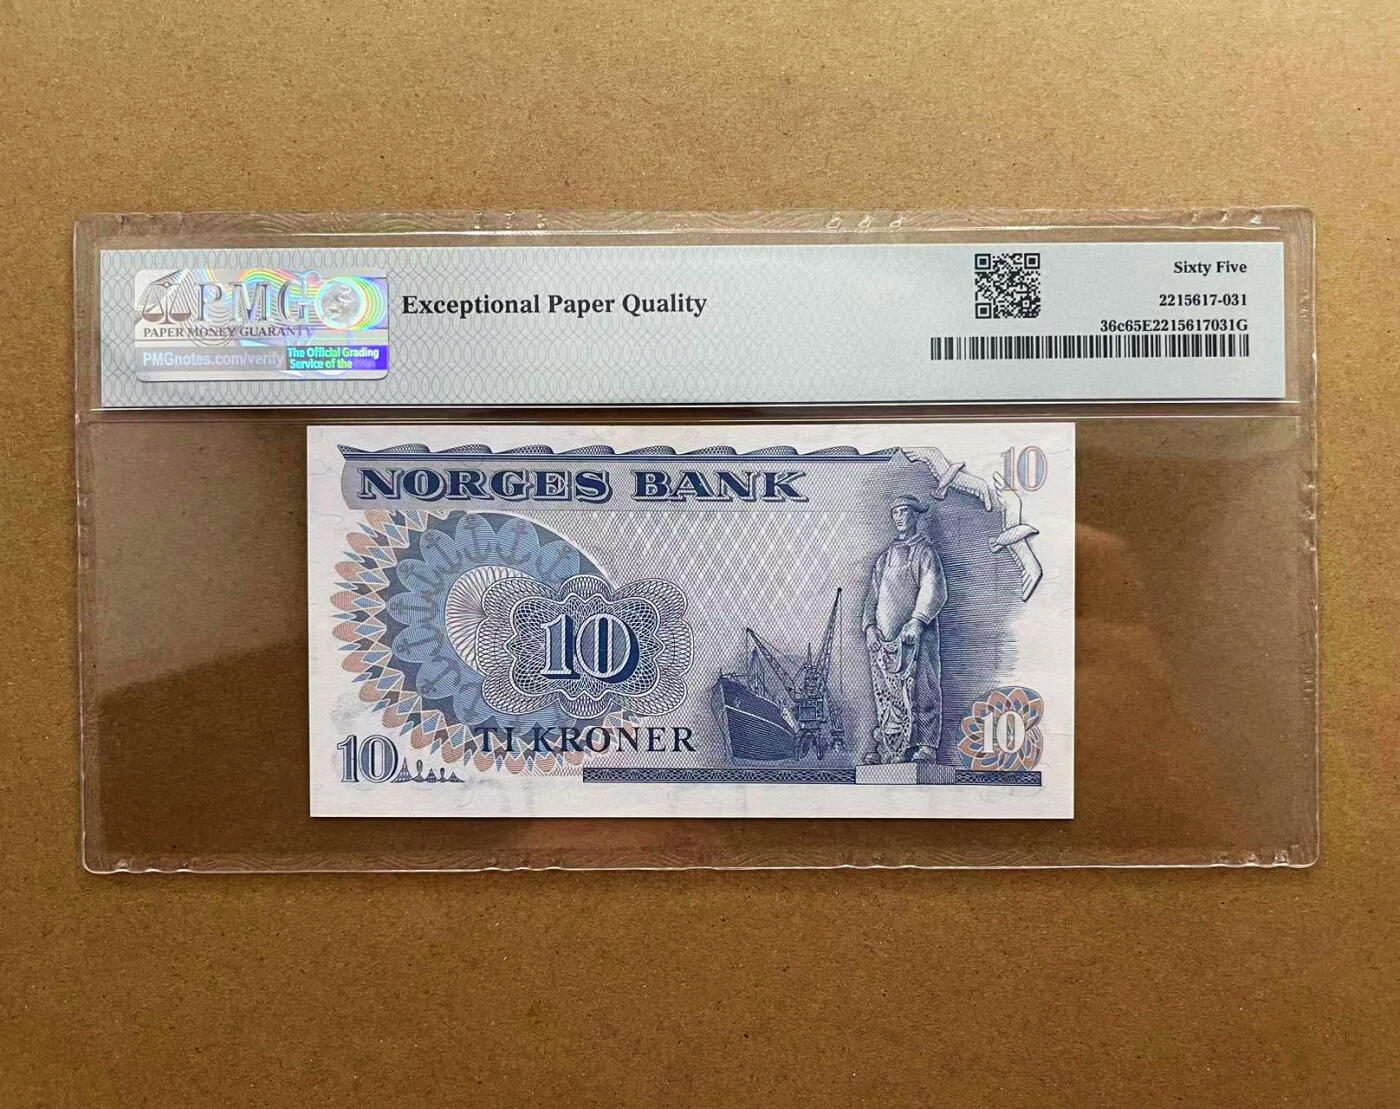 PMG
PAPER MONEY GUARANTY
PMGnotes.com/verify
The Official Grading
Service of the
Exceptional Paper Quality
Sixty Five
2215617-031
36c65E2215617031G
NORGES BANK
10
10
10
TI KRONER
10